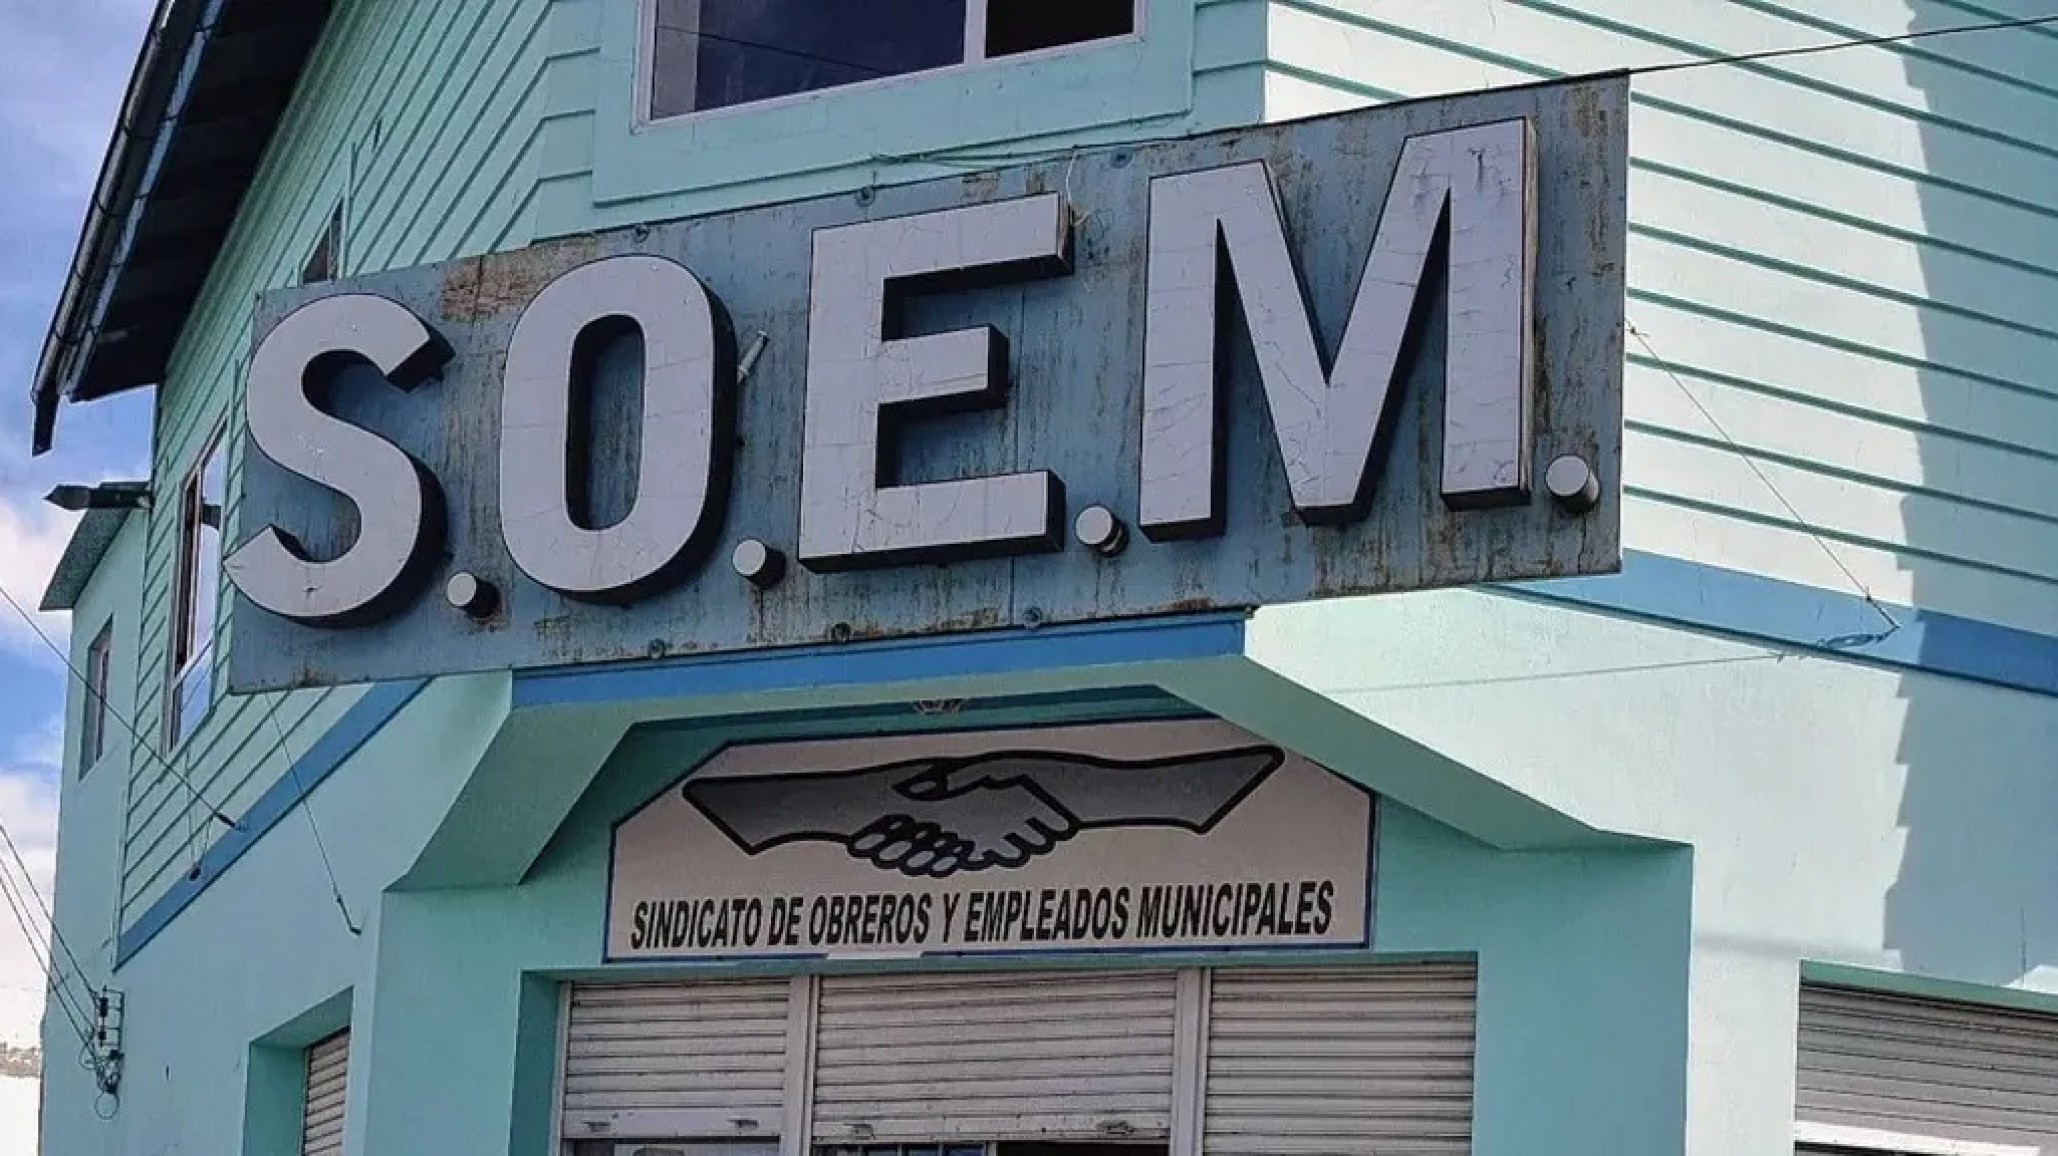 S.O.E.M.
SINDICATO DE OBREROS Y EMPLEADOS MUNICIPALES